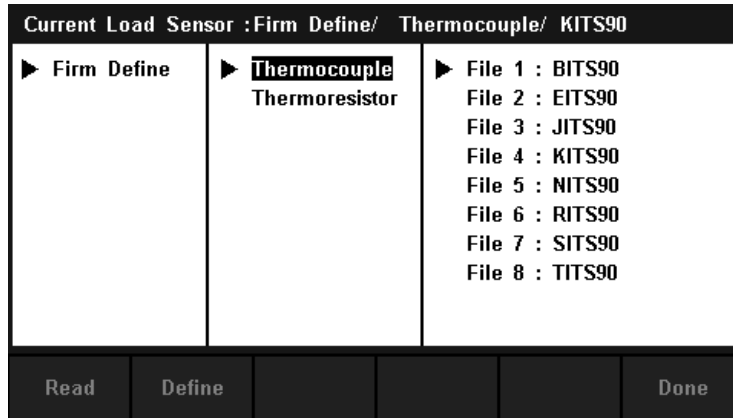 Current Load Sensor :Firm Define/ Thermocouple/ KITS90
Firm Define
Thermocouple
Thermoresistor
File 1 : BITS90
File 2 : EITS90
File 3 : JITS90
File 4 : KITS90
File 5 : NITS90
File 6 : RITS90
File 7 : SITS90
File 8 : TITS90
Read Define Done